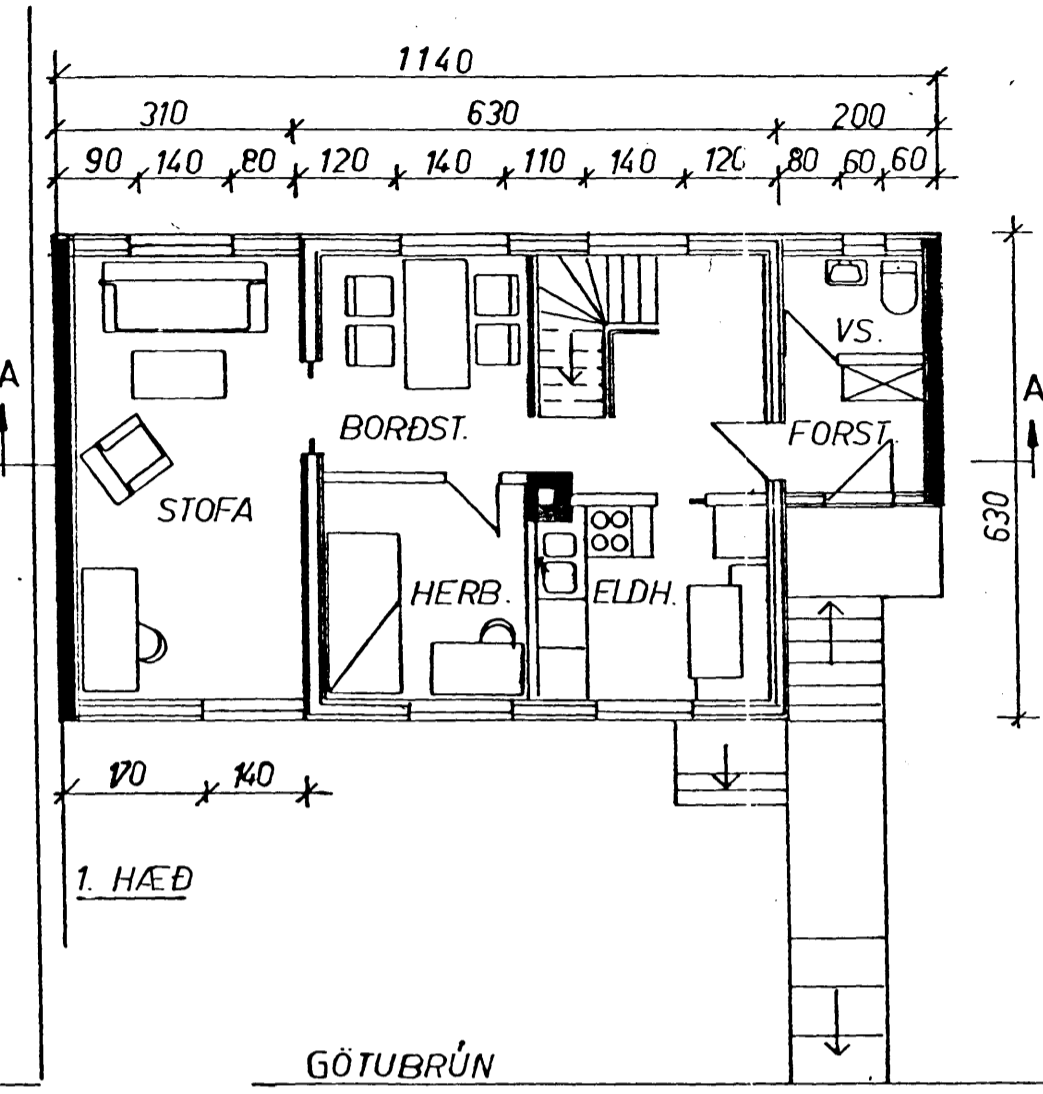 1140
310 630 200
90 140 80 120 140 110 140 120 80 60 60
VS.
A A
BORÐST. FORST.
STOFA
630
HERB. ELDH.
170 140
1. HÆÐ
GÖTUBRÚN